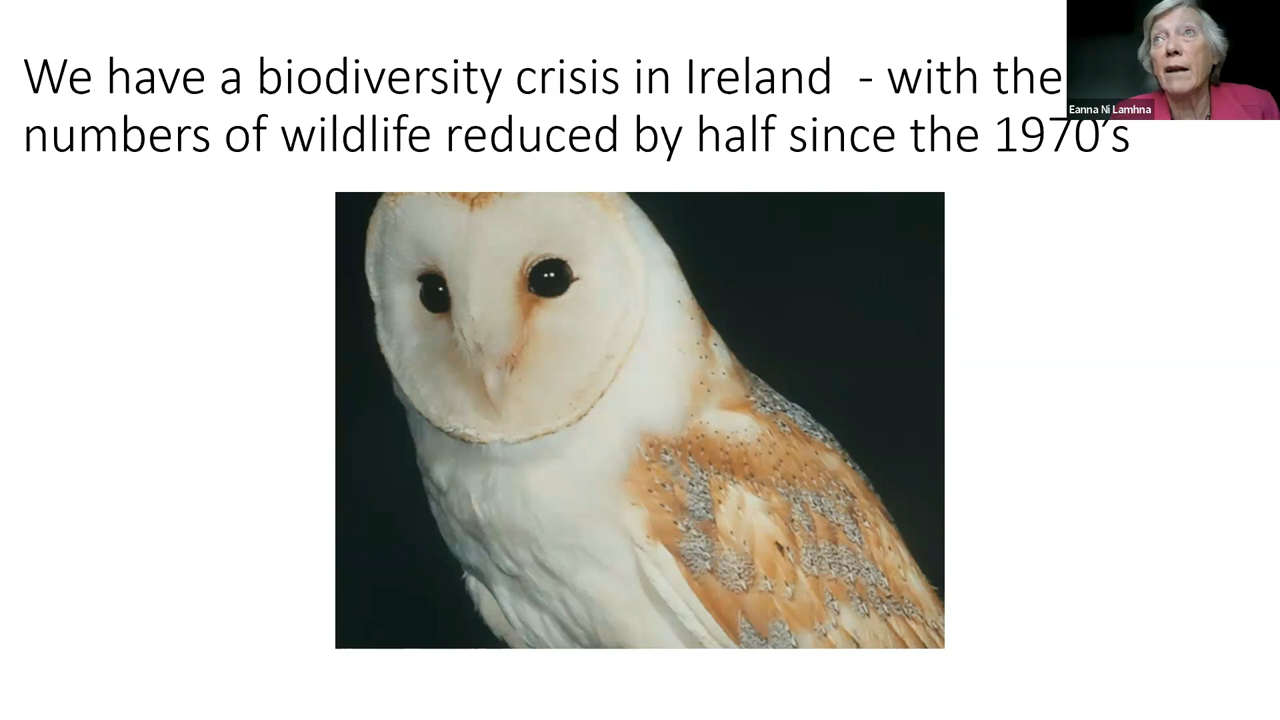 We have a biodiversity crisis in Ireland - with the
numbers of wildlife reduced by half since the 1970's
Eanna Ni Lamhna